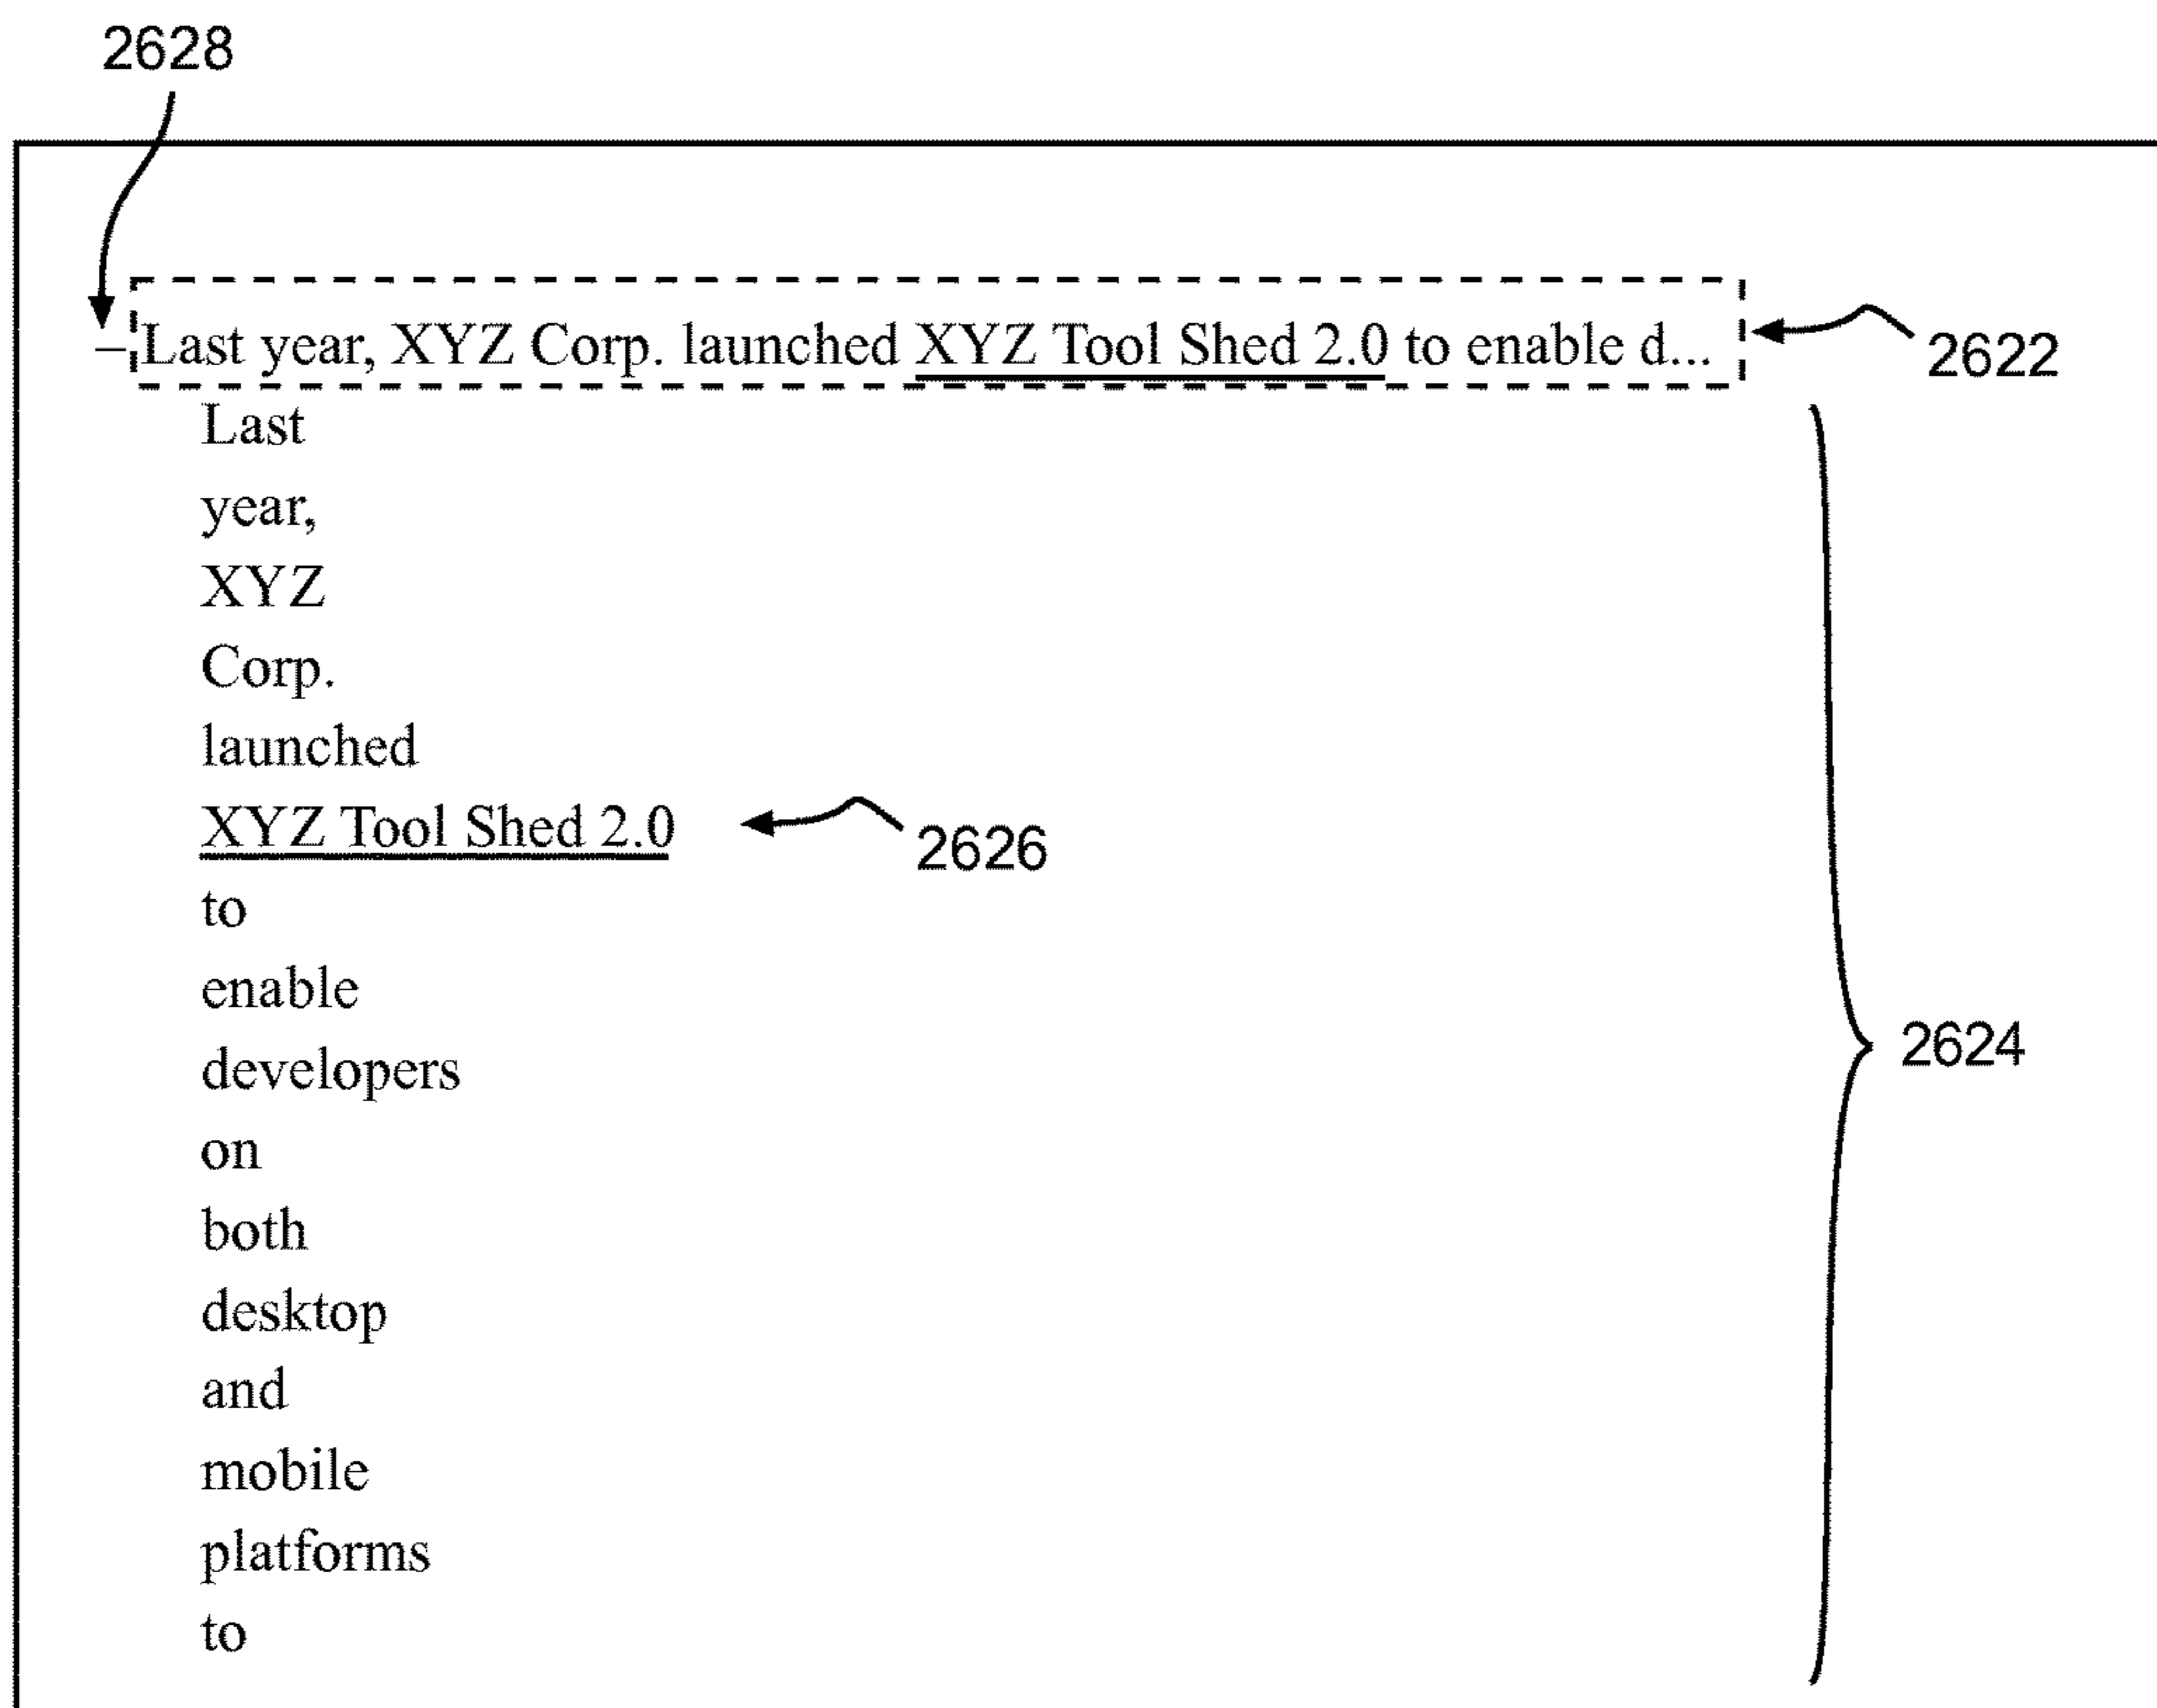 2628
– Last year, XYZ Corp. launched XYZ Tool Shed 2.0 to enable d... 2622
Last
year,
XYZ
Corp.
launched
XYZ Tool Shed 2.0 2626
to
enable
developers 2624
on
both
desktop
and
mobile
platforms
to